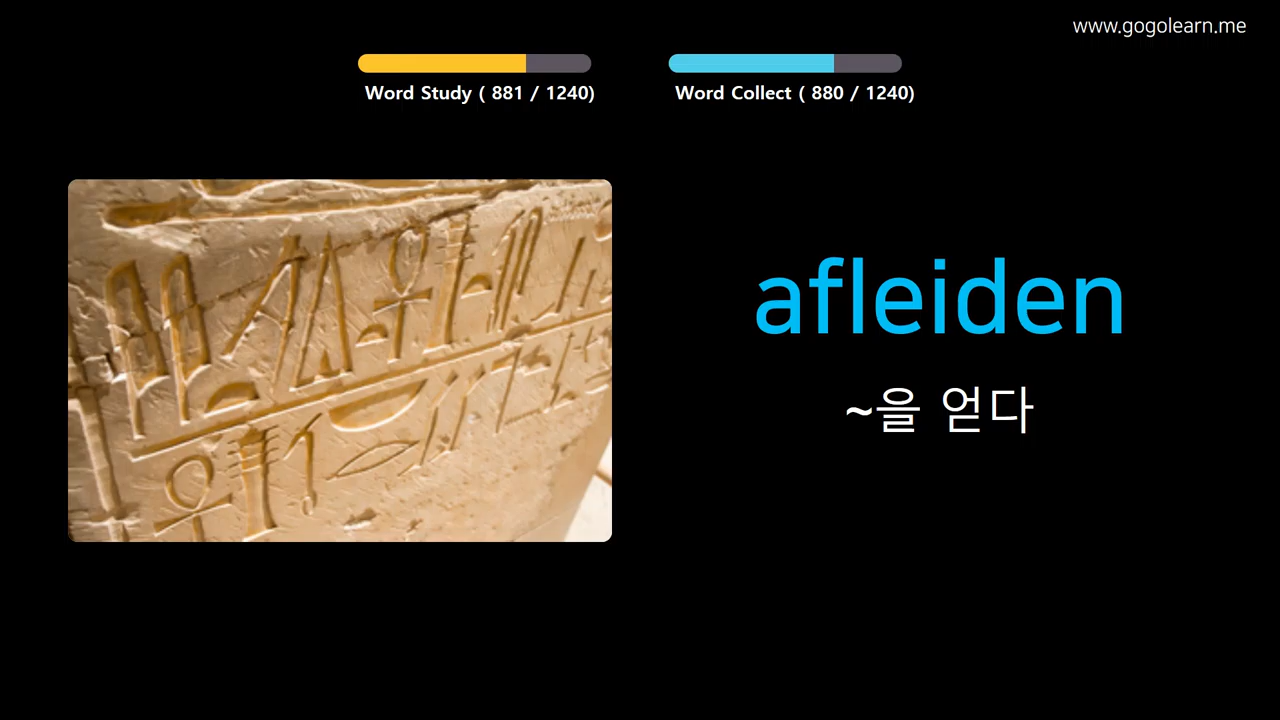 www.gogolearn.me
Word Study ( 881 / 1240)
Word Collect ( 880 / 1240)
afleiden
~을 얻다